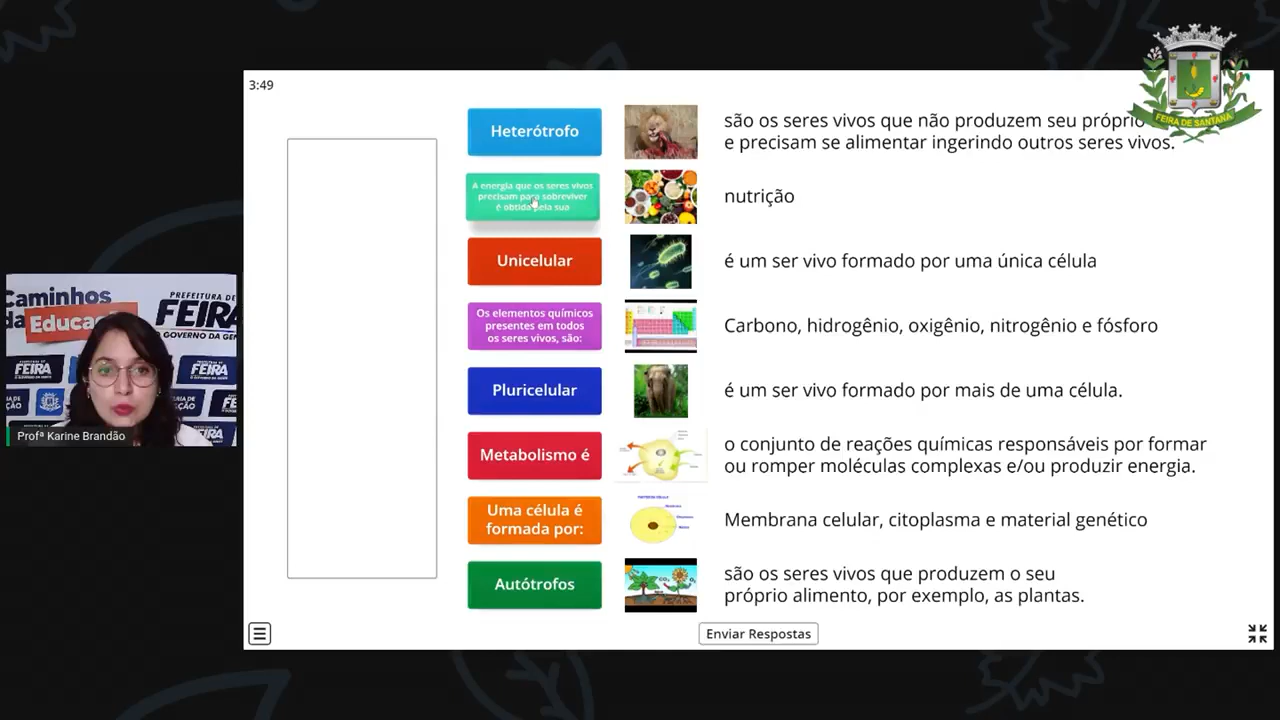 3:49
Heterótrofo
são os seres vivos que não produzem seu próprio
e precisam se alimentar ingerindo outros seres vivos.
A energia que os seres vivos
precisam para sobreviver
é obtida pela sua
nutrição
Unicelular
é um ser vivo formado por uma única célula
Os elementos químicos
presentes em todos
os seres vivos, são:
Carbono, hidrogênio, oxigênio, nitrogênio e fósforo
Pluricelular
é um ser vivo formado por mais de uma célula.
Metabolismo é
o conjunto de reações químicas responsáveis por formar
ou romper moléculas complexas e/ou produzir energia.
Uma célula é
formada por:
Membrana celular, citoplasma e material genético
Autótrofos
são os seres vivos que produzem o seu
próprio alimento, por exemplo, as plantas.
Enviar Respostas
FEIRA DE SANTANA
Caminhos
da Educa
PREFEITURA DE
FEIRA
GOVERNO DA GEN
FEIRA
FEIRA
Profª Karine Brandão